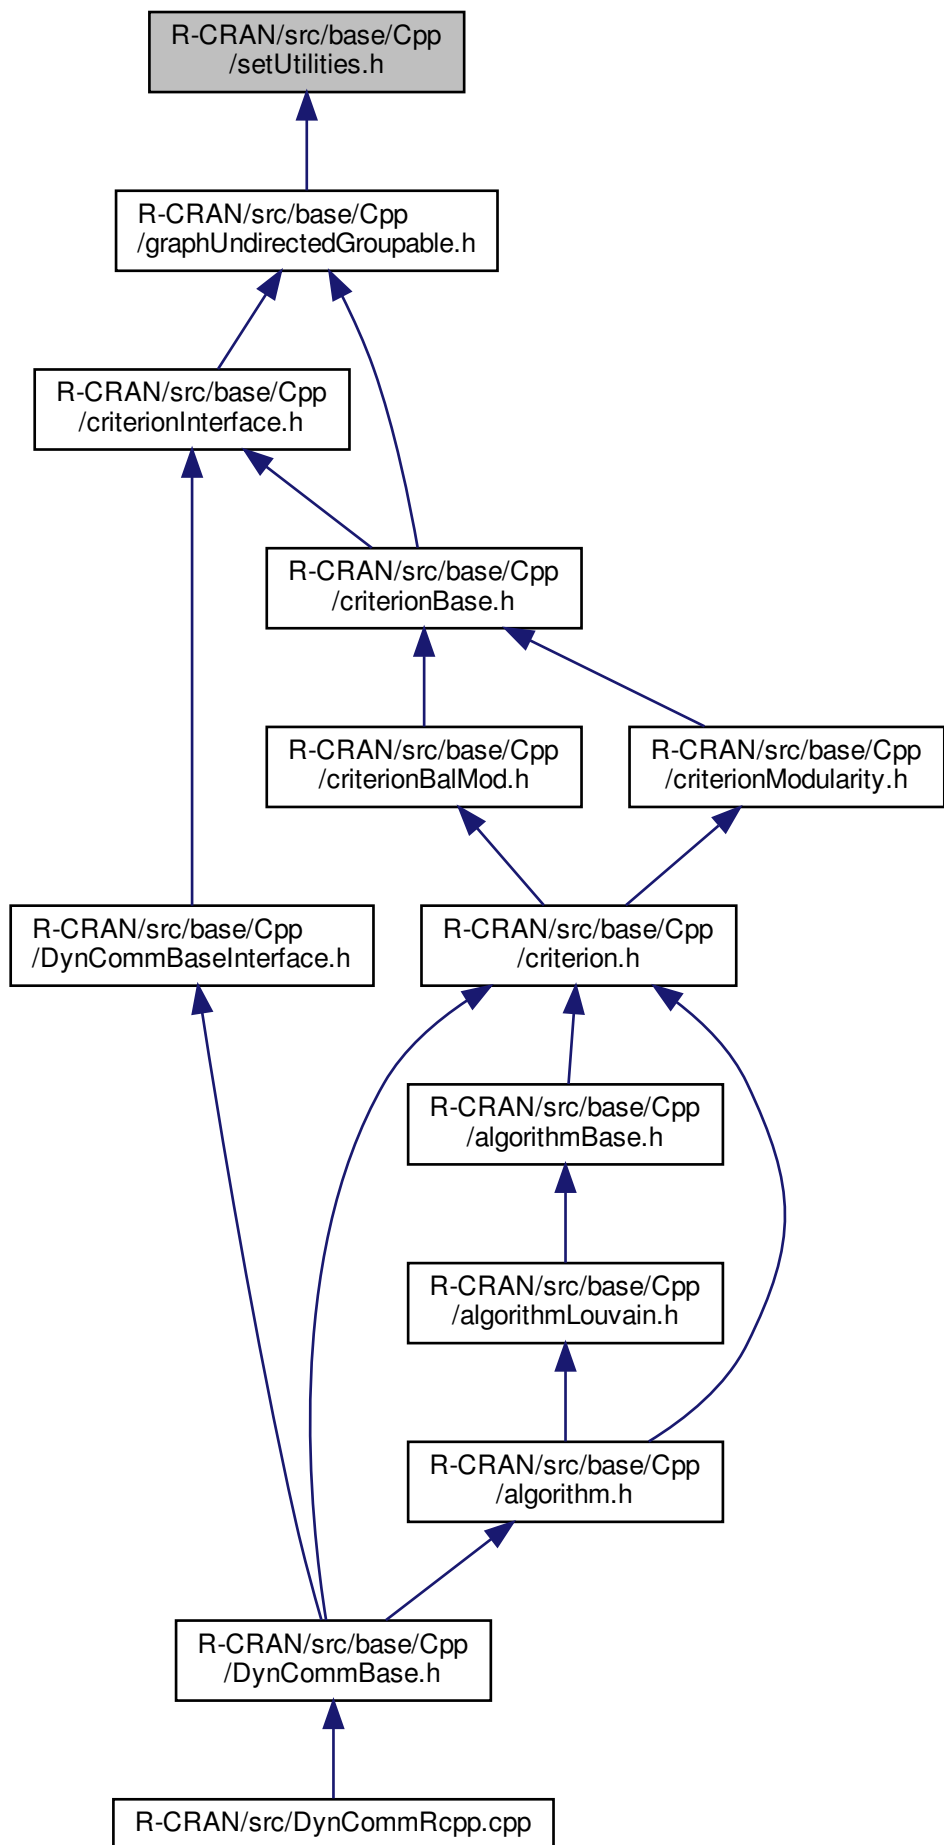 R-CRAN/src/base/Cpp
/setUtilities.h
R-CRAN/src/base/Cpp
/graphUndirectedGroupable.h
R-CRAN/src/base/Cpp
/criterionInterface.h
R-CRAN/src/base/Cpp
/criterionBase.h
R-CRAN/src/base/Cpp
/criterionBalMod.h
R-CRAN/src/base/Cpp
/criterionModularity.h
R-CRAN/src/base/Cpp
/DynCommBaseInterface.h
R-CRAN/src/base/Cpp
/criterion.h
R-CRAN/src/base/Cpp
/algorithmBase.h
R-CRAN/src/base/Cpp
/algorithmLouvain.h
R-CRAN/src/base/Cpp
/algorithm.h
R-CRAN/src/base/Cpp
/DynCommBase.h
R-CRAN/src/DynCommRcpp.cpp